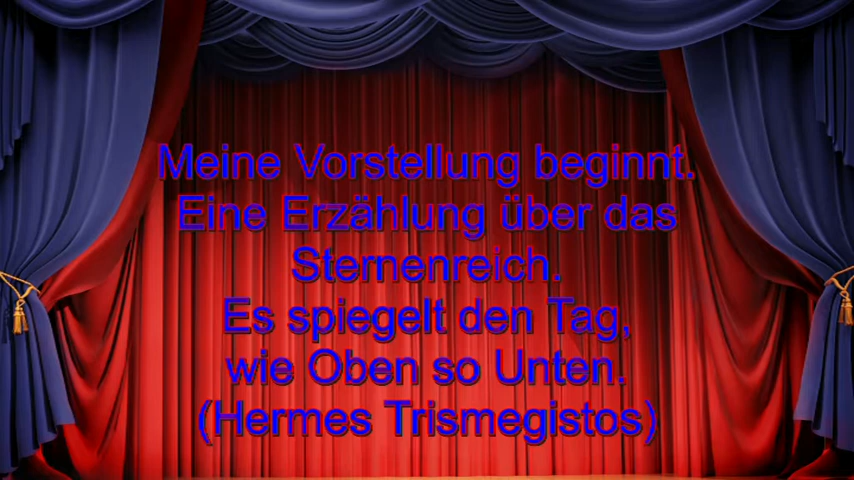 Meine Vorstellung beginnt.
Eine Erzählung über das
Sternenreich.
Es spiegelt den Tag,
wie Oben so Unten.
(Hermes Trismegistos)